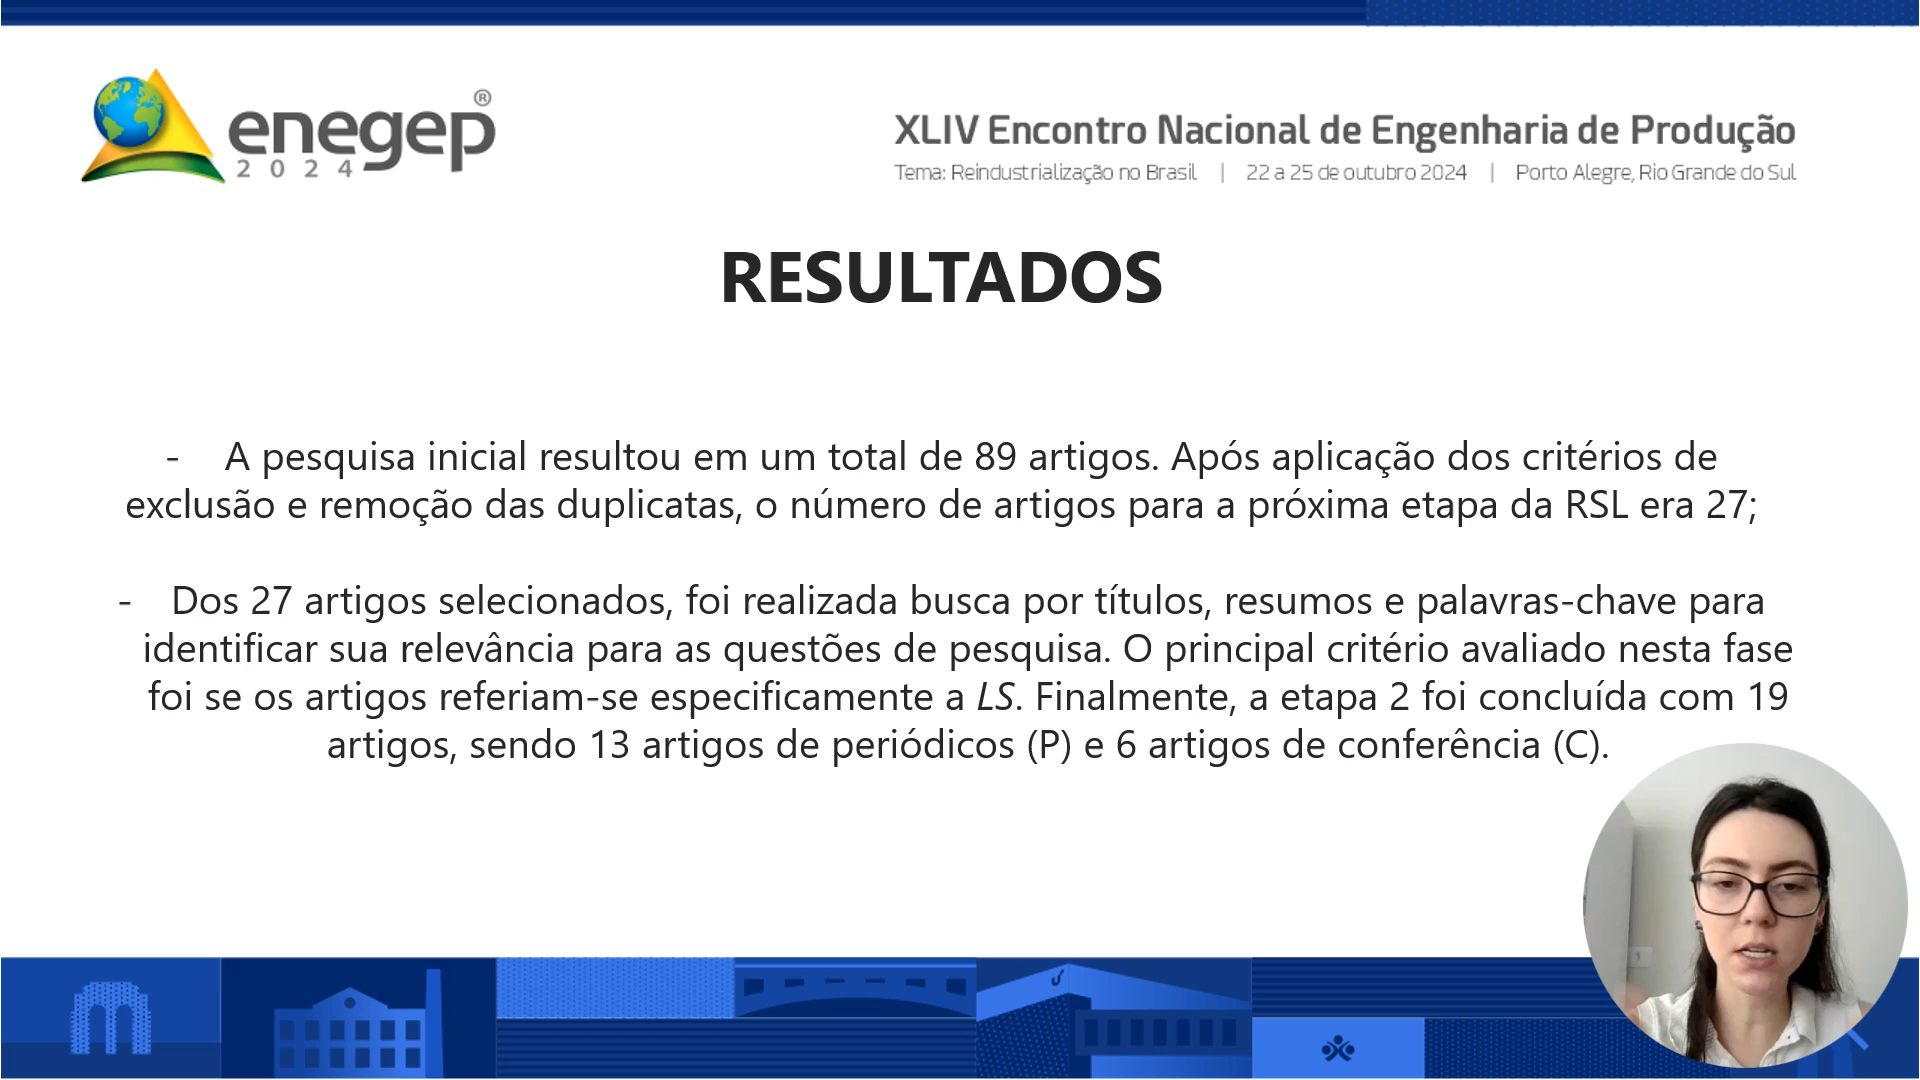 enegep®
2024
XLIV Encontro Nacional de Engenharia de Produção
Tema: Reindustrialização no Brasil | 22 a 25 de outubro 2024 | Porto Alegre, Rio Grande do Sul
RESULTADOS
- A pesquisa inicial resultou em um total de 89 artigos. Após aplicação dos critérios de
exclusão e remoção das duplicatas, o número de artigos para a próxima etapa da RSL era 27;
- Dos 27 artigos selecionados, foi realizada busca por títulos, resumos e palavras-chave para
identificar sua relevância para as questões de pesquisa. O principal critério avaliado nesta fase
foi se os artigos referiam-se especificamente a LS. Finalmente, a etapa 2 foi concluída com 19
artigos, sendo 13 artigos de periódicos (P) e 6 artigos de conferência (C).